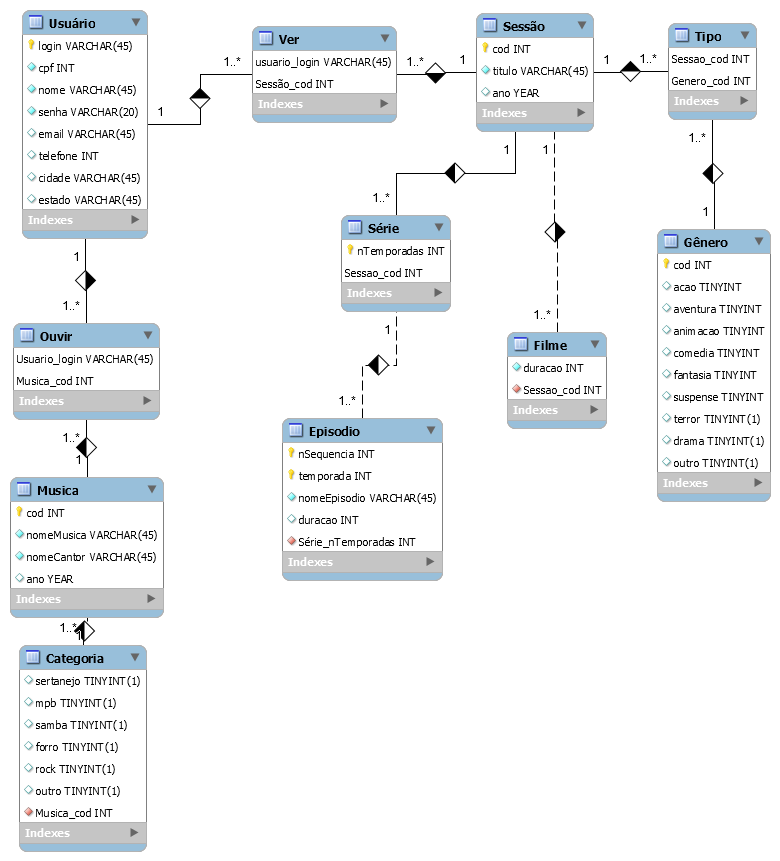 Usuário
login VARCHAR(45)
cpf INT
nome VARCHAR(45)
senha VARCHAR(20)
email VARCHAR(45)
telefone INT
cidade VARCHAR(45)
estado VARCHAR(45)
Indexes
1
1..*
Ver
usuario_login VARCHAR(45)
Sessão_cod INT
Indexes
1..*
1
Sessão
cod INT
titulo VARCHAR(45)
ano YEAR
Indexes
1
1..*
Tipo
Sessao_cod INT
Genero_cod INT
Indexes
1..*
1
Gênero
cod INT
acao TINYINT
aventura TINYINT
animacao TINYINT
comedia TINYINT
fantasia TINYINT
suspense TINYINT
terror TINYINT(1)
drama TINYINT(1)
outro TINYINT(1)
Indexes
1
1..*
Série
nTemporadas INT
Sessao_cod INT
Indexes
1
1..*
Filme
duracao INT
Sessao_cod INT
Indexes
1
1..*
Episodio
nSequencia INT
temporada INT
nomeEpisodio VARCHAR(45)
duracao INT
Série_nTemporadas INT
Indexes
1
1..*
Ouvir
Usuario_login VARCHAR(45)
Musica_cod INT
Indexes
1..*
1
Musica
cod INT
nomeMusica VARCHAR(45)
nomeCantor VARCHAR(45)
ano YEAR
Indexes
1..*
1
Categoria
sertanejo TINYINT(1)
mpb TINYINT(1)
samba TINYINT(1)
forro TINYINT(1)
rock TINYINT(1)
outro TINYINT(1)
Musica_cod INT
Indexes